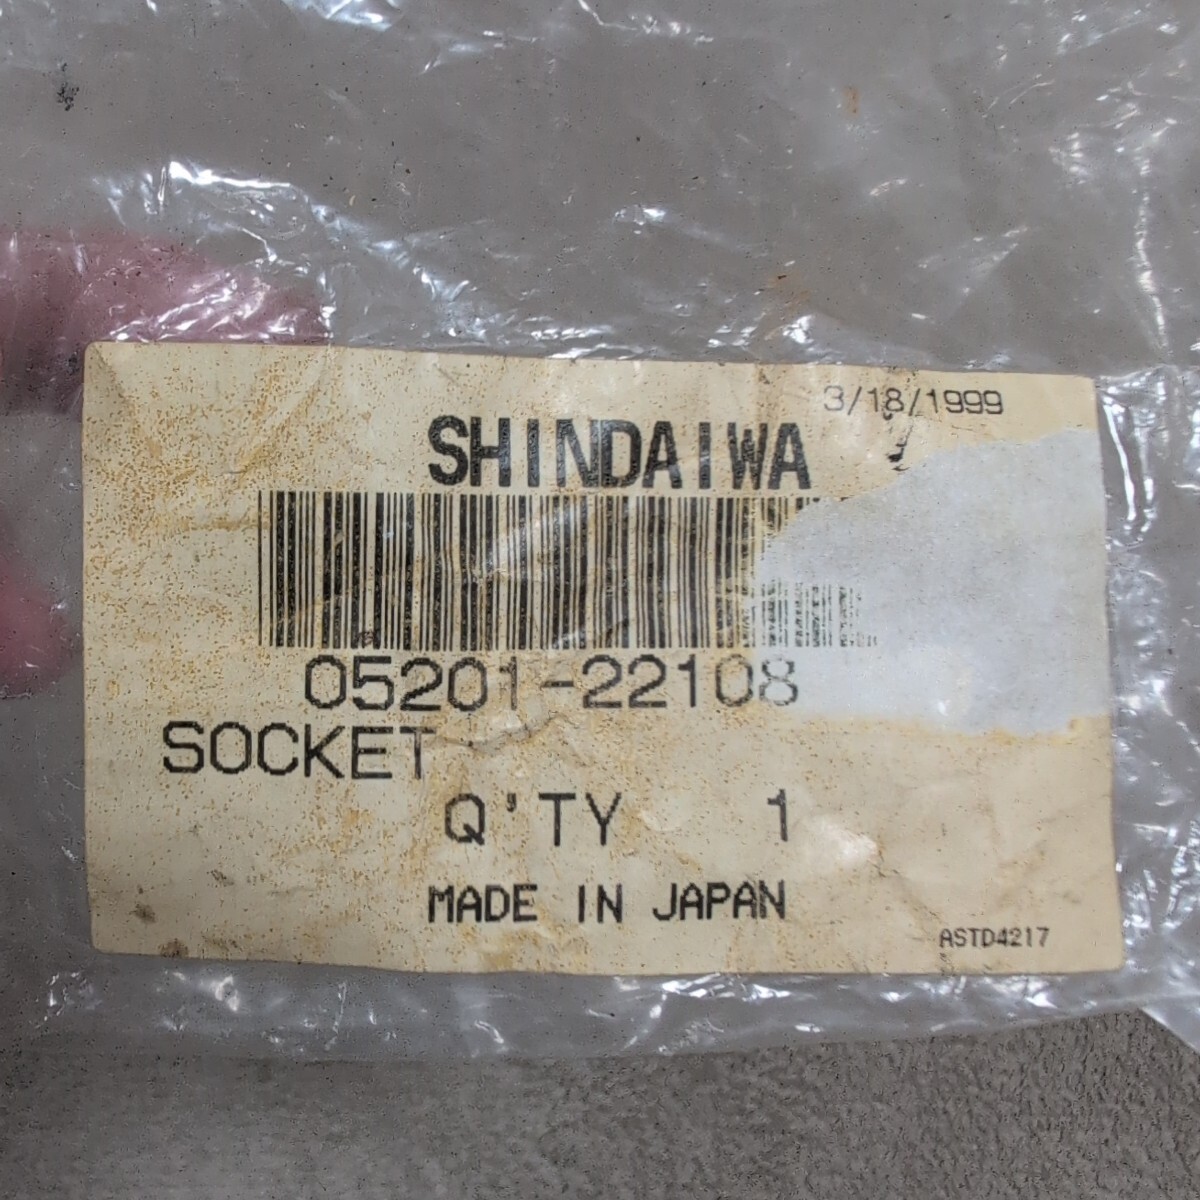 3/18/1999
SHINDAIWA
05201-22108
SOCKET
Q'TY 1
MADE IN JAPAN
ASTD4217